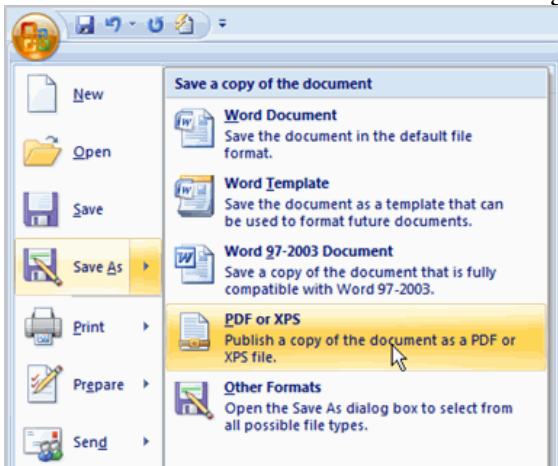 New
Open
Save
Save As
Print
Prepare
Send
Save a copy of the document
Word Document
Save the document in the default file
format.
Word Template
Save the document as a template that can
be used to format future documents.
Word 97-2003 Document
Save a copy of the document that is fully
compatible with Word 97-2003.
PDF or XPS
Publish a copy of the document as a PDF or
XPS file.
Other Formats
Open the Save As dialog box to select from
all possible file types.